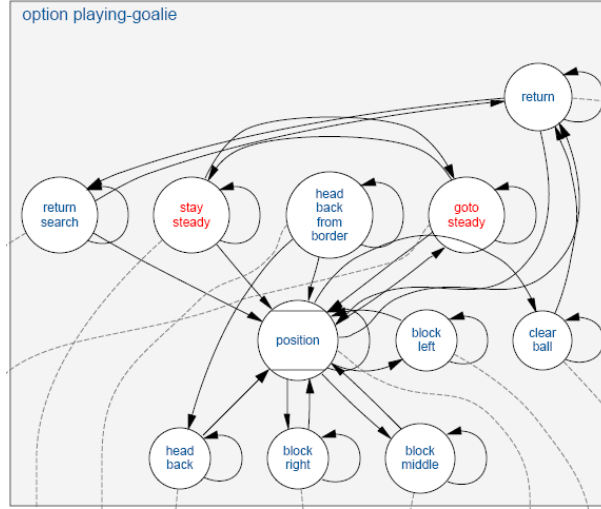 option playing-goalie
return
return
search
stay
steady
head
back
from
border
goto
steady
position
block
left
clear
ball
head
back
block
right
block
middle